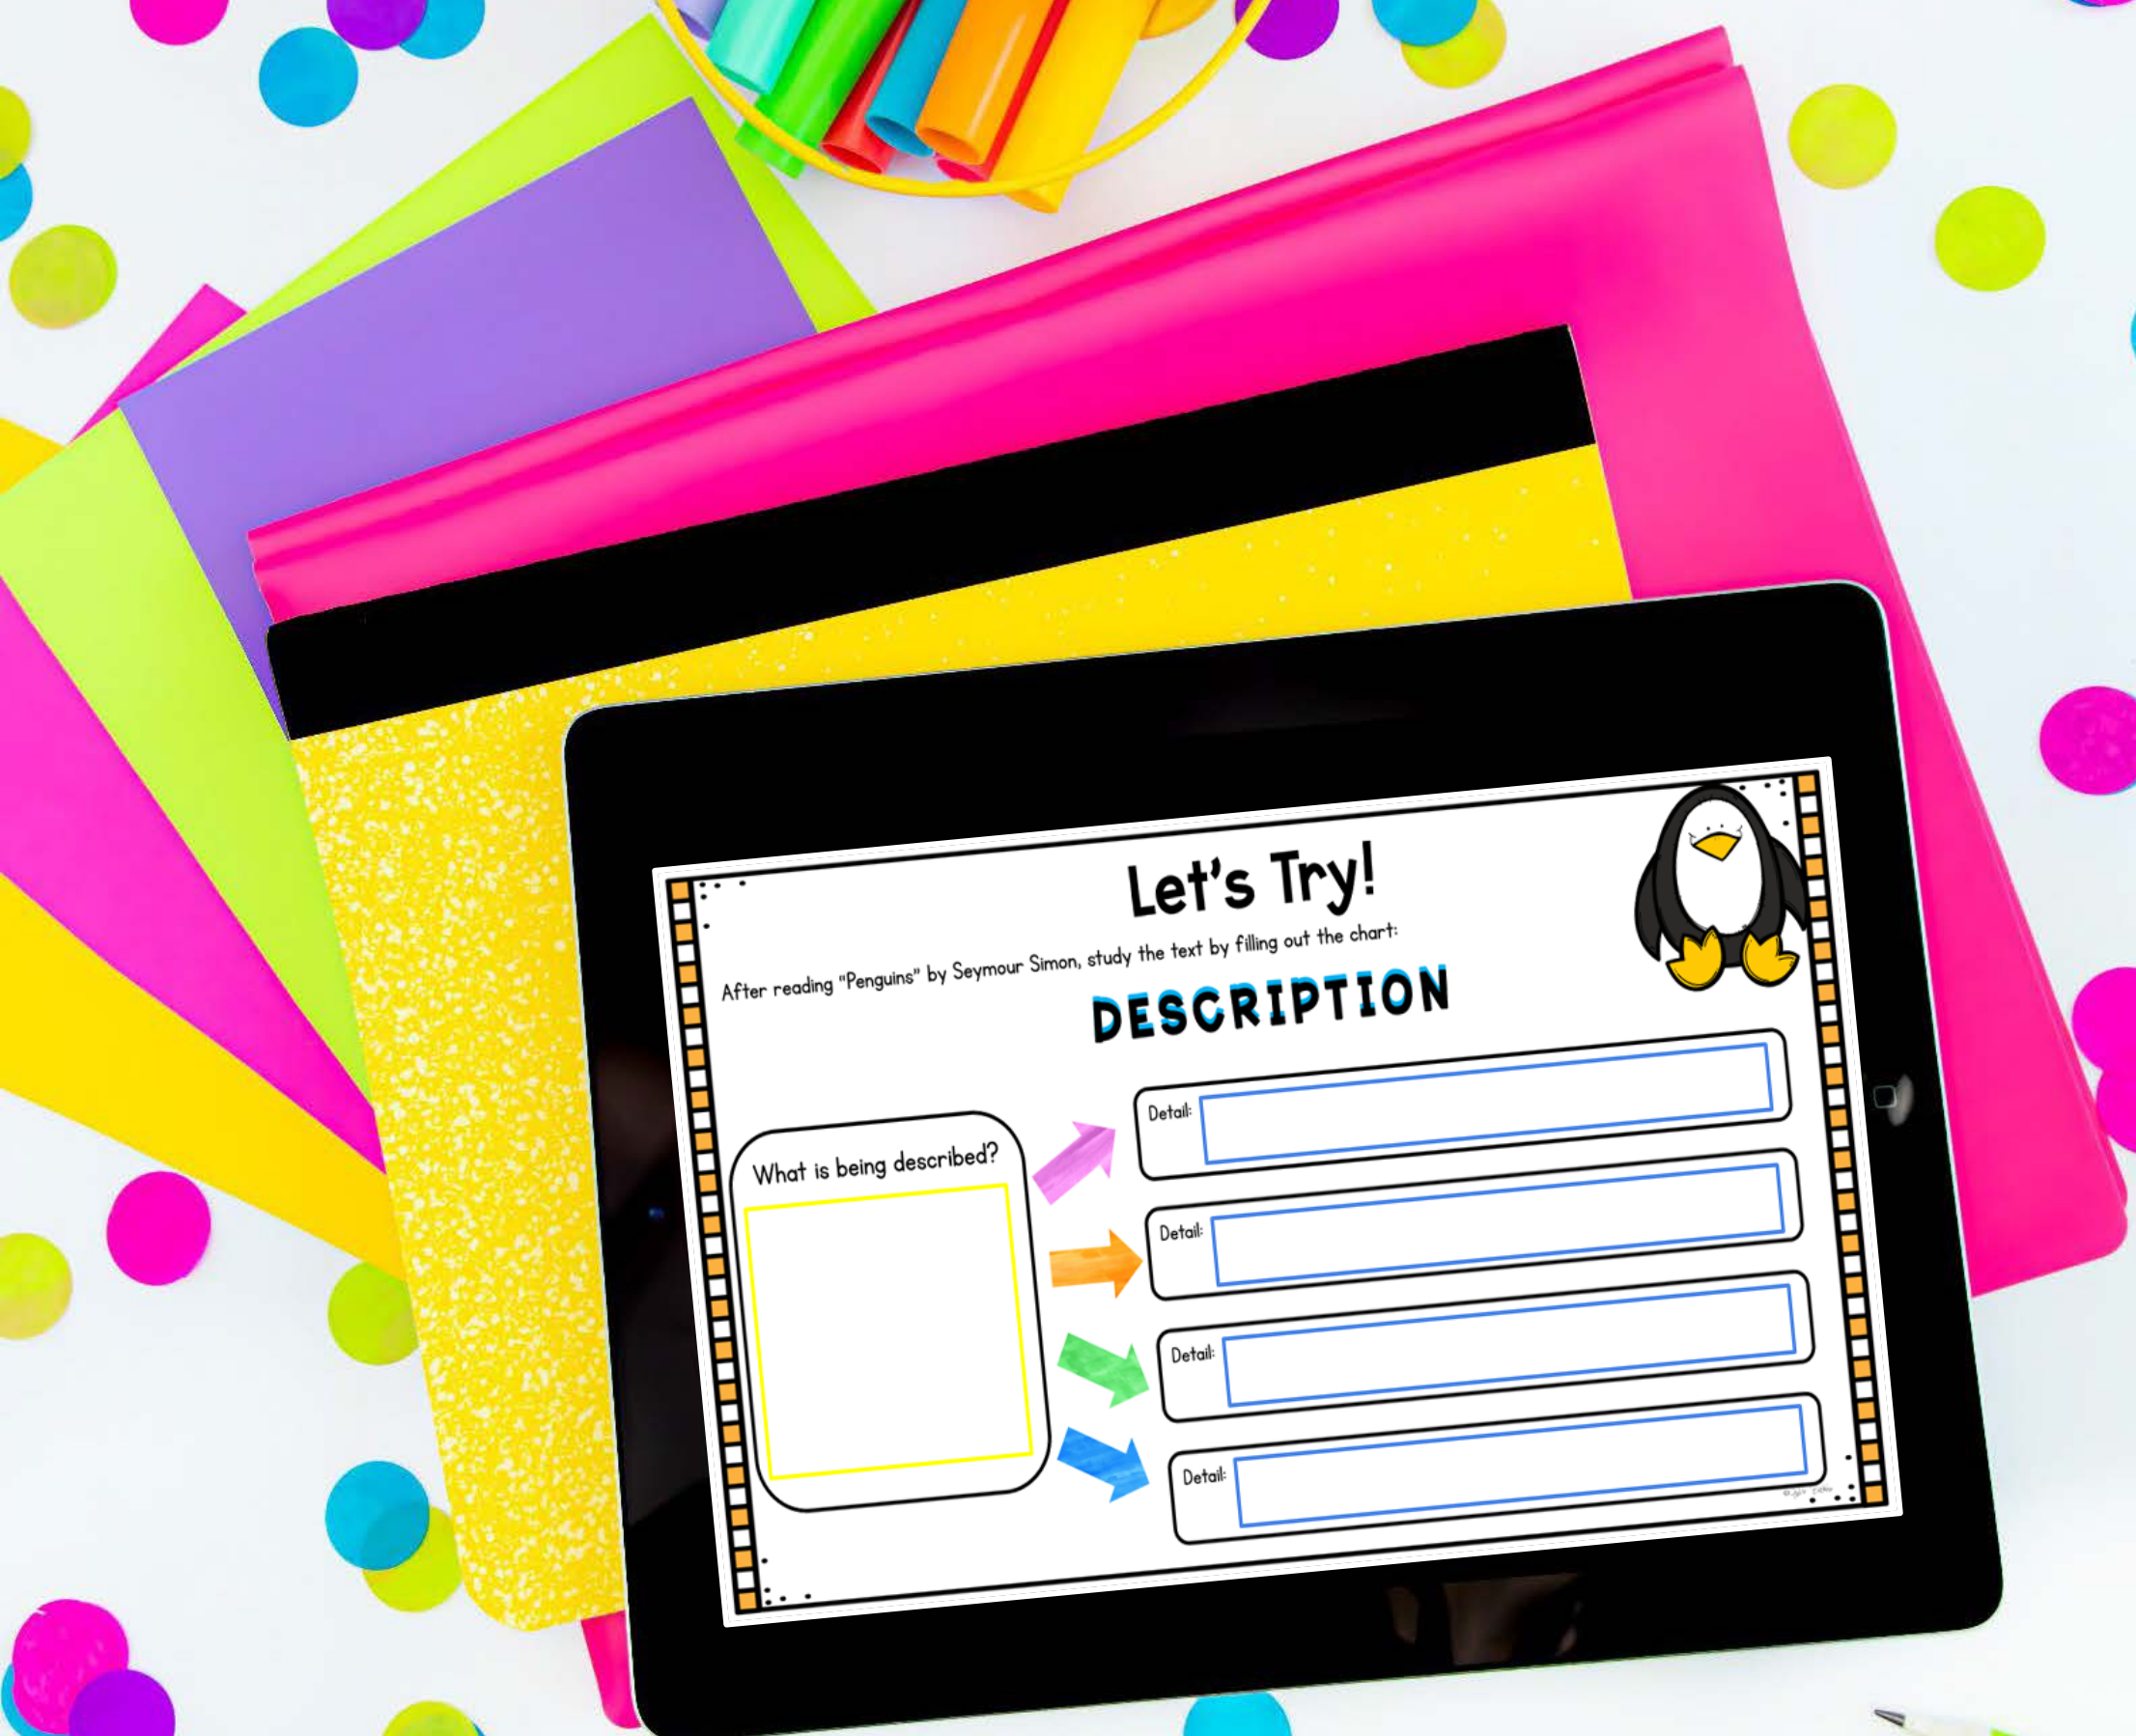 Let's Try!
After reading "Penguins" by Seymour Simon, study the text by filling out the chart:
DESCRIPTION
What is being described?
Detail:
Detail:
Detail:
Detail: